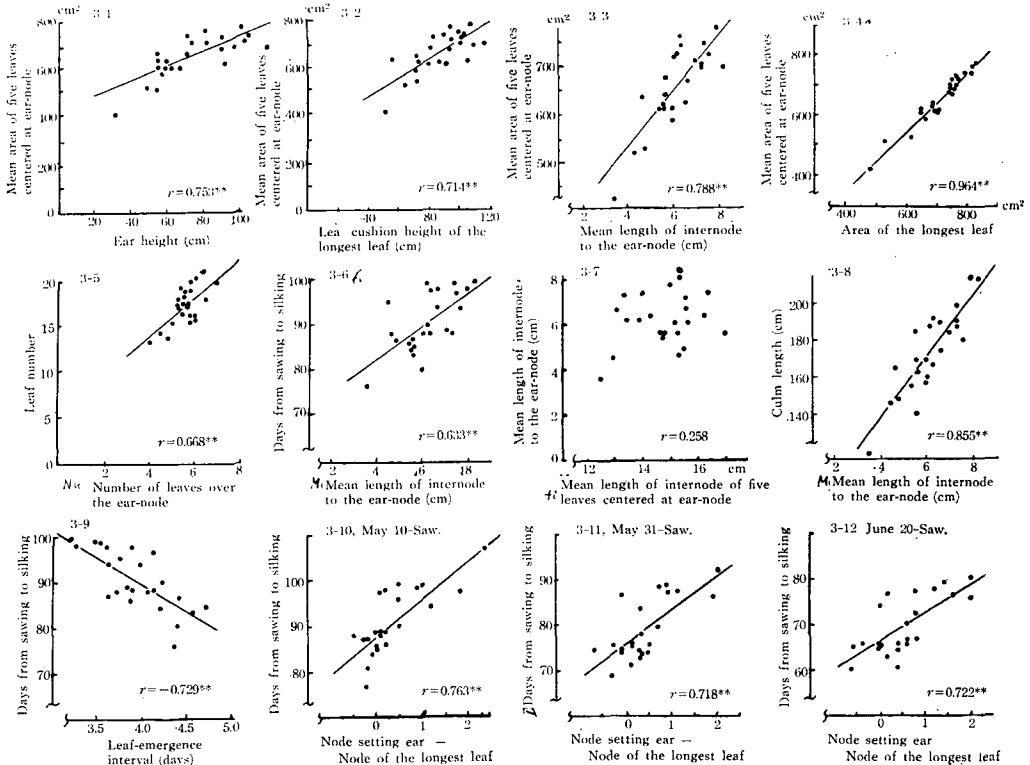 cm²
3-1
800
600
400
200
0
20
40
60
80
100
r=0.753**
Ear height (cm)
Mean area of five leaves
centered at ear-node
cm²
3-2
800
600
400
200
0
40
80
120
r=0.714**
cushion height of the
longest leaf (cm)
Mean area of five leaves
centered at ear-node
cm²
3-3
700
600
500
2
4
6
8
r=0.788**
Mean length of internode
to the ear-node (cm)
Mean area of five leaves
centered at ear-node
cm²
800
600
400
400
600
800
cm²
r=0.964**
Area of the longest leaf
Mean area of five leaves
centered at ear-node
3-5
20
15
10
5
0
2
4
6
8
r=0.668**
Number of leaves over
the ear-node
Leaf number
3-6
100
90
80
70
2
4
6
18
r=0.633**
Mean length of internode
to the ear-node (cm)
Days from sawing to silking
3-7
8
6
4
2
0
12
14
16
cm
r=0.258
Mean length of internode of five
leaves centered at ear-node
Mean length of internode
to the ear-node (cm)
3-8
200
180
160
140
2
4
6
8
r=0.855**
Mean length of internode
to the ear-node (cm)
Culm length (cm)
3-9
100
90
80
70
3.5
4.0
4.5
5.0
r=-0.729**
Leaf-emergence
interval (days)
Days from sawing to silking
3-10, May 10-Saw.
100
90
80
0
1
2
r=0.763**
Node setting ear –
Node of the longest leaf
Days from sawing to silking
3-11, May 31-Saw.
90
80
70
0
1
2
r=0.718**
Node setting ear –
Node of the longest leaf
Days from sawing to silking
3-12 June 20-Saw.
80
70
60
0
1
2
r=0.722**
Node setting ear
Node of the longest leaf
Days from sawing to silking